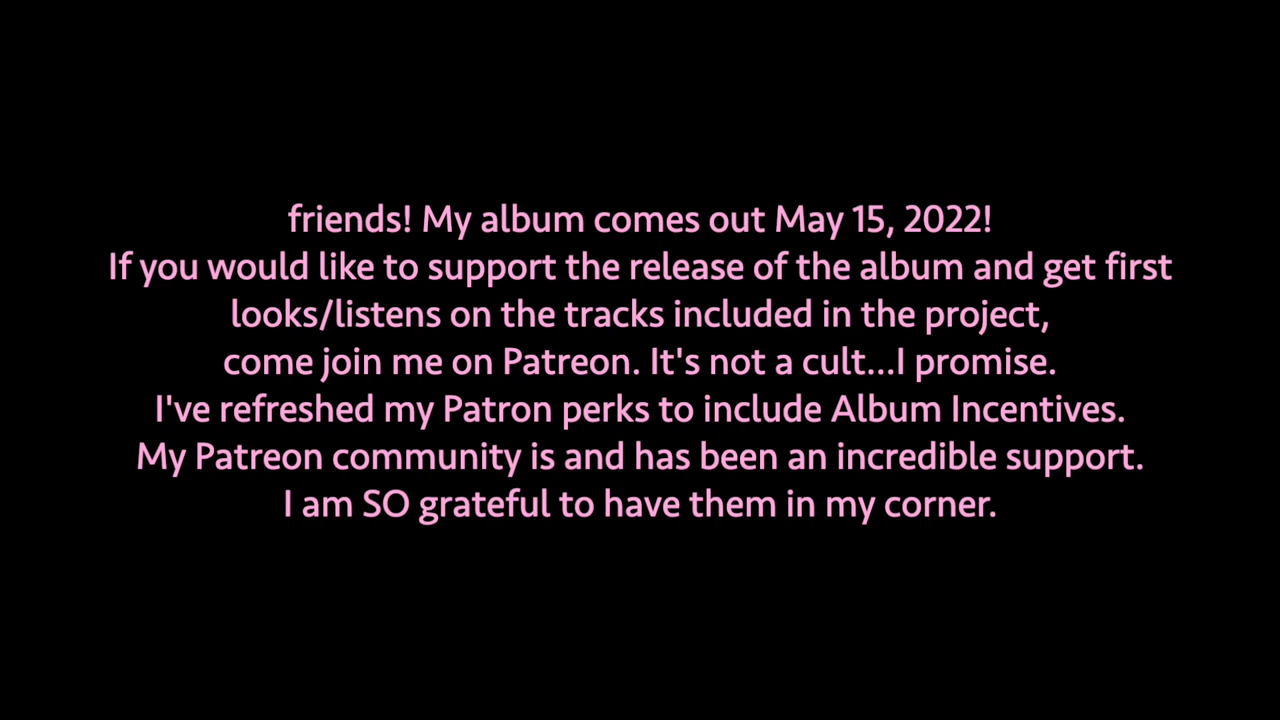 friends! My album comes out May 15, 2022!
If you would like to support the release of the album and get first
looks/listens on the tracks included in the project,
come join me on Patreon. It's not a cult...I promise.
I've refreshed my Patron perks to include Album Incentives.
My Patreon community is and has been an incredible support.
I am SO grateful to have them in my corner.